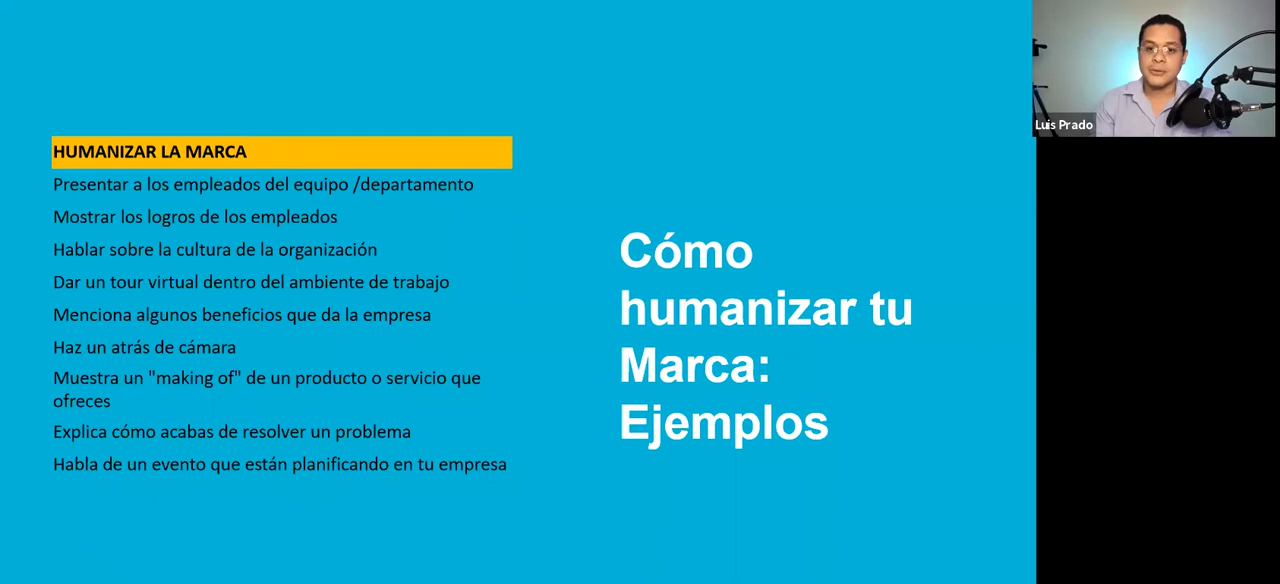 HUMANIZAR LA MARCA
Presentar a los empleados del equipo /departamento
Mostrar los logros de los empleados
Hablar sobre la cultura de la organización
Dar un tour virtual dentro del ambiente de trabajo
Menciona algunos beneficios que da la empresa
Haz un atrás de cámara
Muestra un "making of" de un producto o servicio que
ofreces
Explica cómo acabas de resolver un problema
Habla de un evento que están planificando en tu empresa
Cómo
humanizar tu
Marca:
Ejemplos
Luis Prado